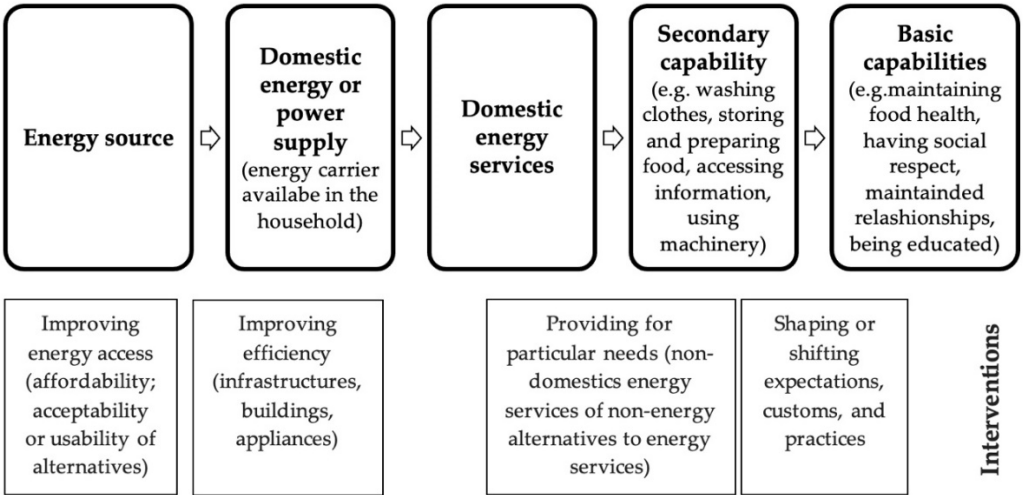 Energy source
Domestic
energy or
power
supply
(energy carrier
availabe in the
household)
Domestic
energy
services
Secondary
capability
(e.g. washing
clothes, storing
and preparing
food, accessing
information,
using
machinery)
Basic
capabilities
(e.g.maintaining
food health,
having social
respect,
maintainded
relashionships,
being educated)
Improving
energy access
(affordability;
acceptability
or usability of
alternatives)
Improving
efficiency
(infrastructures,
buildings,
appliances)
Providing for
particular needs (non-
domestics energy
services of non-energy
alternatives to energy
services)
Shaping or
shifting
expectations,
customs, and
practices
Interventions